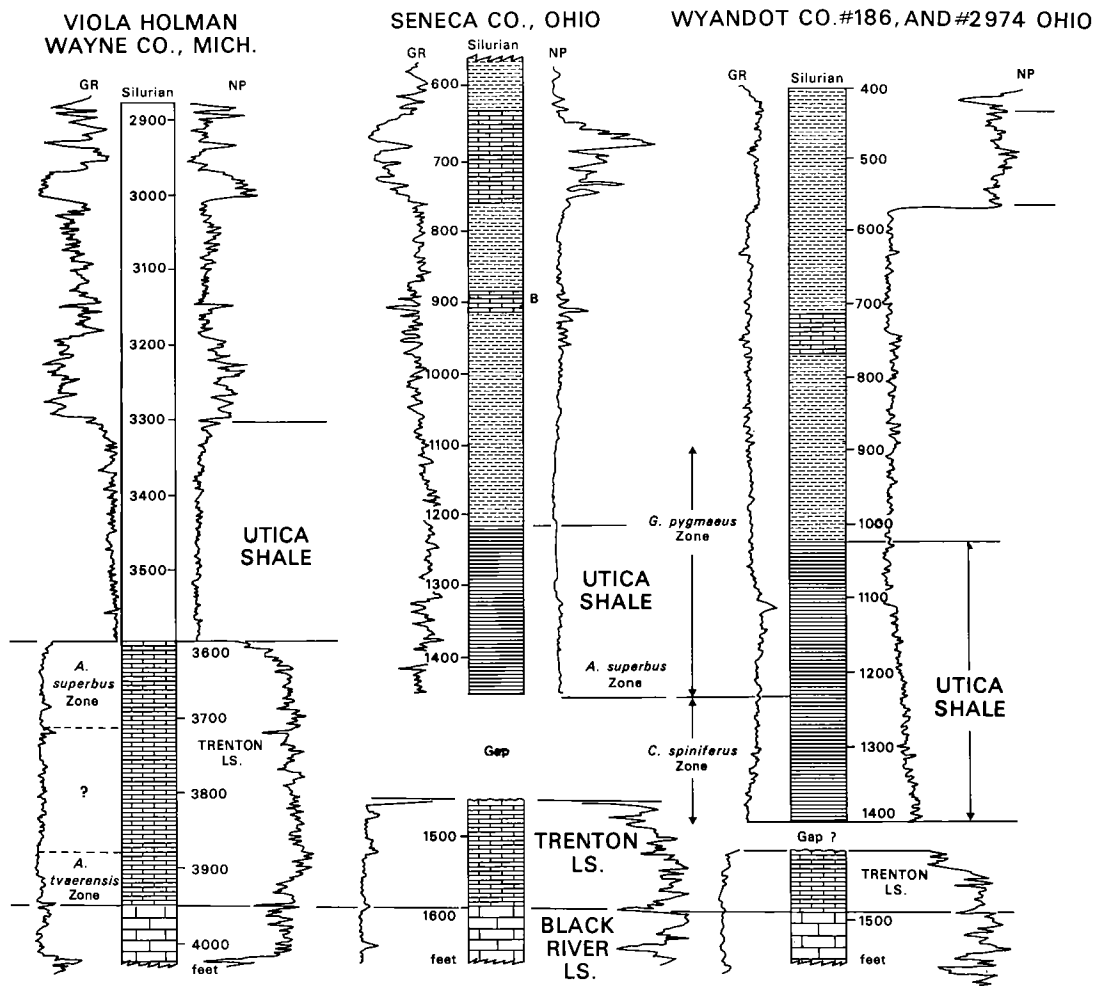 VIOLA HOLMAN
WAYNE CO., MICH.
GR
Silurian
NP
2900
3000
3100
3200
3300
3400
3500
UTICA
SHALE
3600
A.
superbus
Zone
3700
TRENTON
LS.
?
3800
A.
tvaerensis
Zone
3900
4000
feet
SENECA CO., OHIO
Silurian
GR
NP
600
700
800
900
B
1000
1100
1200
1300
1400
UTICA
SHALE
A. superbus
Zone
Gap
1500
TRENTON
LS.
1600
BLACK
RIVER
LS.
feet
G. pygmaeus
Zone
C. spiniferus
Zone
WYANDOT CO.#186, AND #2974 OHIO
GR
Silurian
NP
400
500
600
700
800
900
1000
1100
1200
1300
1400
UTICA
SHALE
Gap ?
TRENTON
LS.
1500
feet